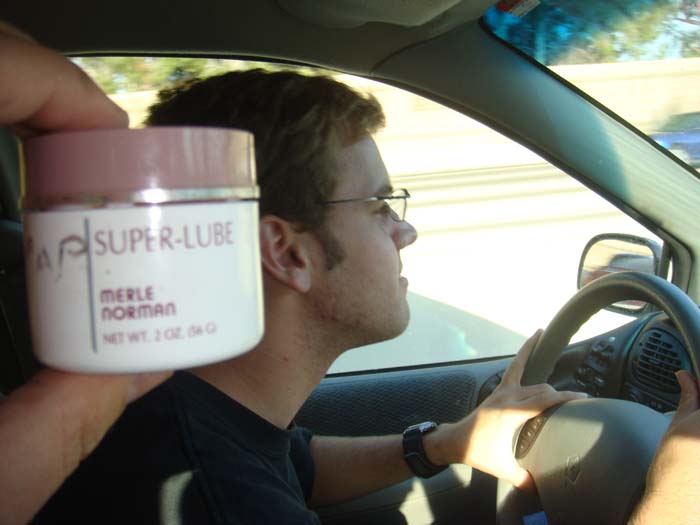 SUPER-LUBE
MERLE
NORMAN
NET WT. 2 OZ. (56 G)